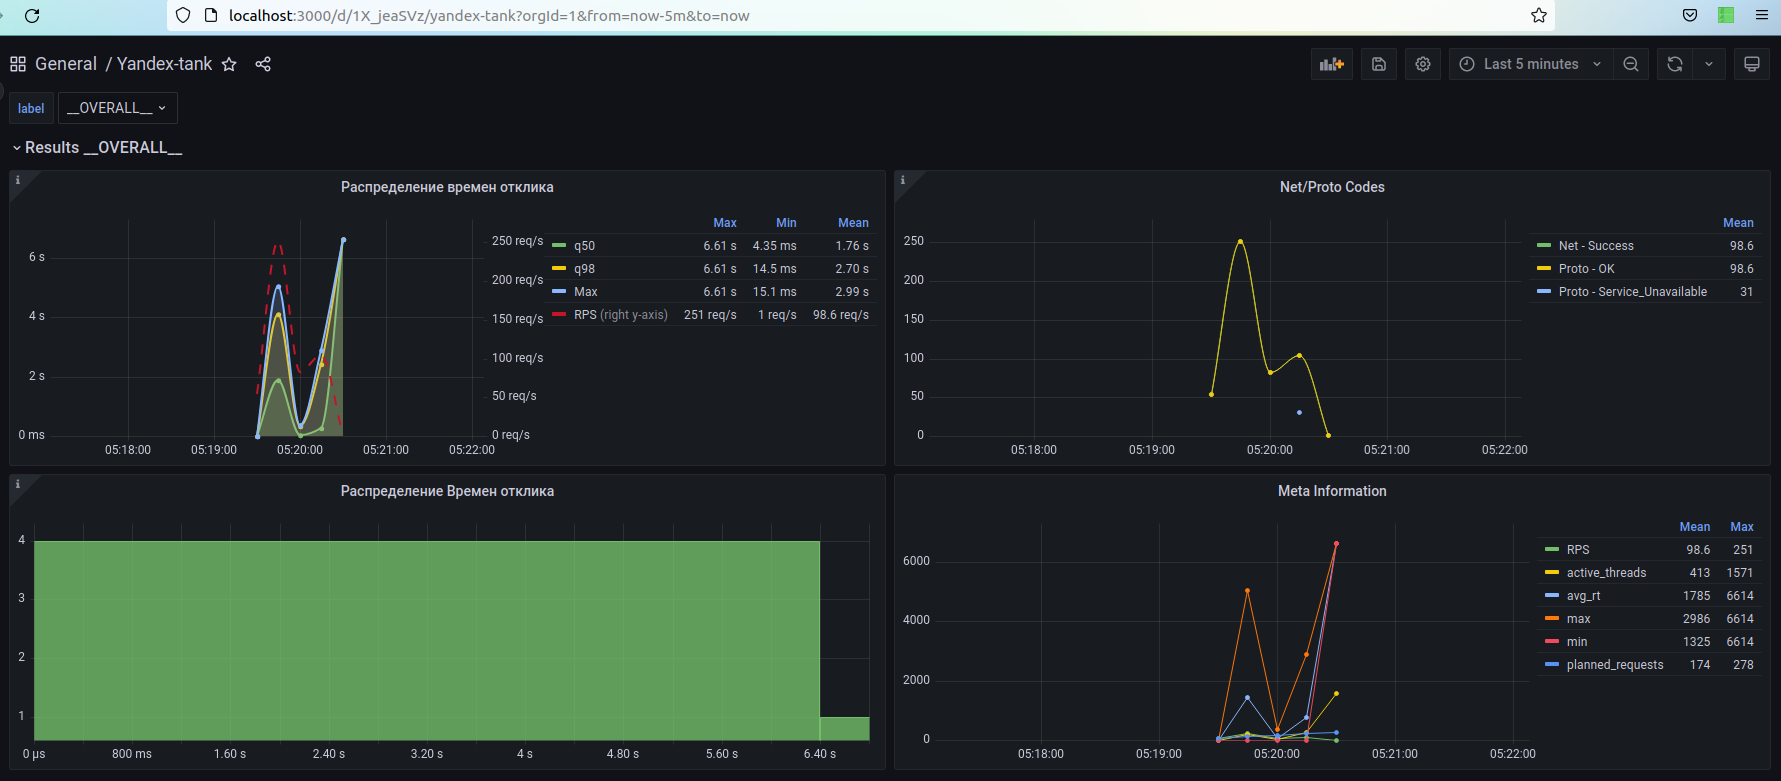 localhost:3000/d/1X_jeaSVz/yandex-tank?orgId=1&from=now-5m&to=now
General / Yandex-tank
Last 5 minutes
label __OVERALL__
Results __OVERALL__
Распределение времен отклика
Max Min Mean
q50 6.61 s 4.35 ms 1.76 s
q98 6.61 s 14.5 ms 2.70 s
Max 6.61 s 15.1 ms 2.99 s
RPS (right y-axis) 251 req/s 1 req/s 98.6 req/s
6 s
4 s
2 s
0 ms
250 req/s
200 req/s
150 req/s
100 req/s
50 req/s
0 req/s
05:18:00 05:19:00 05:20:00 05:21:00 05:22:00
Net/Proto Codes
Mean
Net - Success 98.6
Proto - OK 98.6
Proto - Service_Unavailable 31
250
200
150
100
50
0
05:18:00 05:19:00 05:20:00 05:21:00 05:22:00
Распределение Времен отклика
4
3
2
1
0 µs 800 ms 1.60 s 2.40 s 3.20 s 4 s 4.80 s 5.60 s 6.40 s
Meta Information
Mean Max
RPS 98.6 251
active_threads 413 1571
avg_rt 1785 6614
max 2986 6614
min 1325 6614
planned_requests 174 278
6000
4000
2000
0
05:18:00 05:19:00 05:20:00 05:21:00 05:22:00